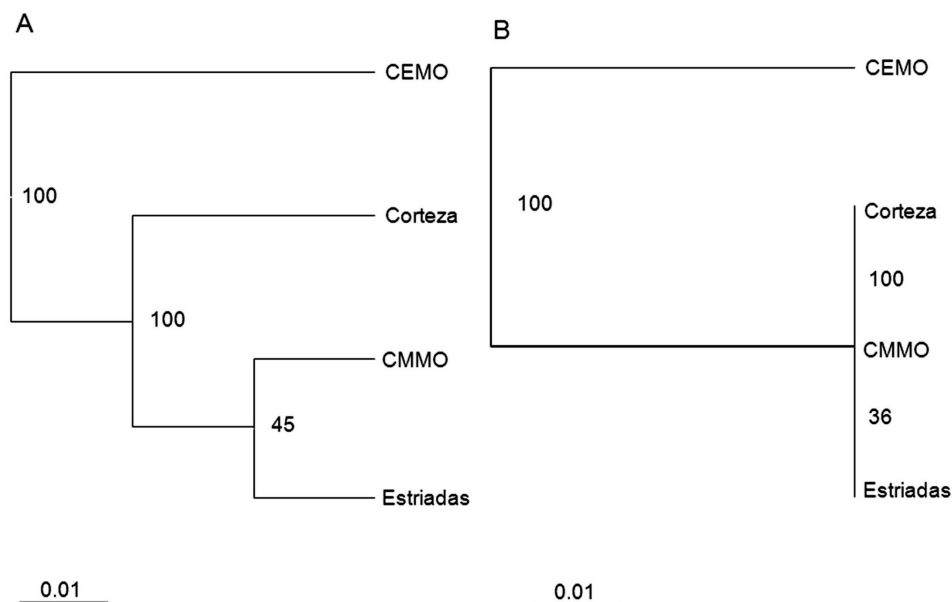 A
CEMO
100
Corteza
100
CMMO
45
Estriadas
0.01
B
CEMO
100
Corteza
100
CMMO
36
Estriadas
0.01